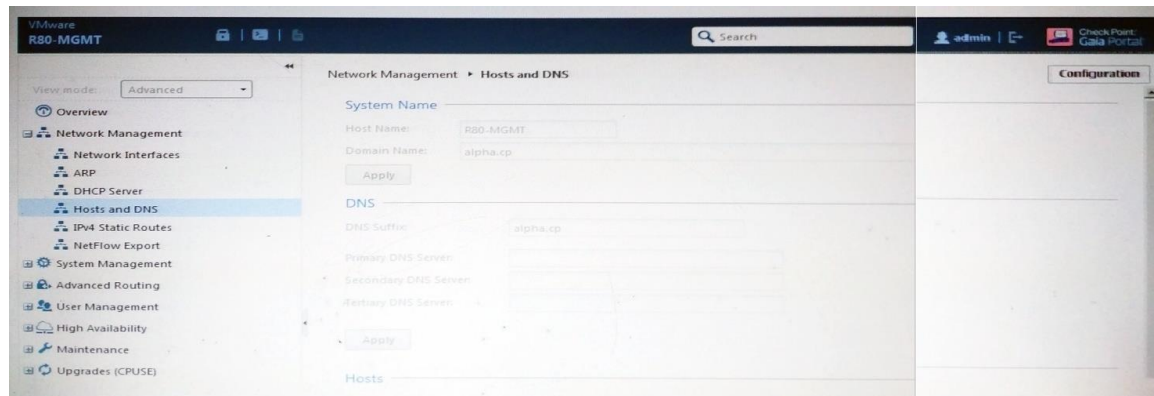 VMware
R80-MGMT
Search
admin
Check Point
Gaia Portal
View mode: Advanced
Overview
Network Management
Network Interfaces
ARP
DHCP Server
Hosts and DNS
IPv4 Static Routes
NetFlow Export
System Management
Advanced Routing
User Management
High Availability
Maintenance
Upgrades (CPUSE)
Network Management Hosts and DNS
Configuration
System Name
Host Name: R80-MGMT
Domain Name: alpha.cp
Apply
DNS
DNS Suffix: alpha.cp
Primary DNS Server:
Secondary DNS Server:
Tertiary DNS Server:
Apply
Hosts